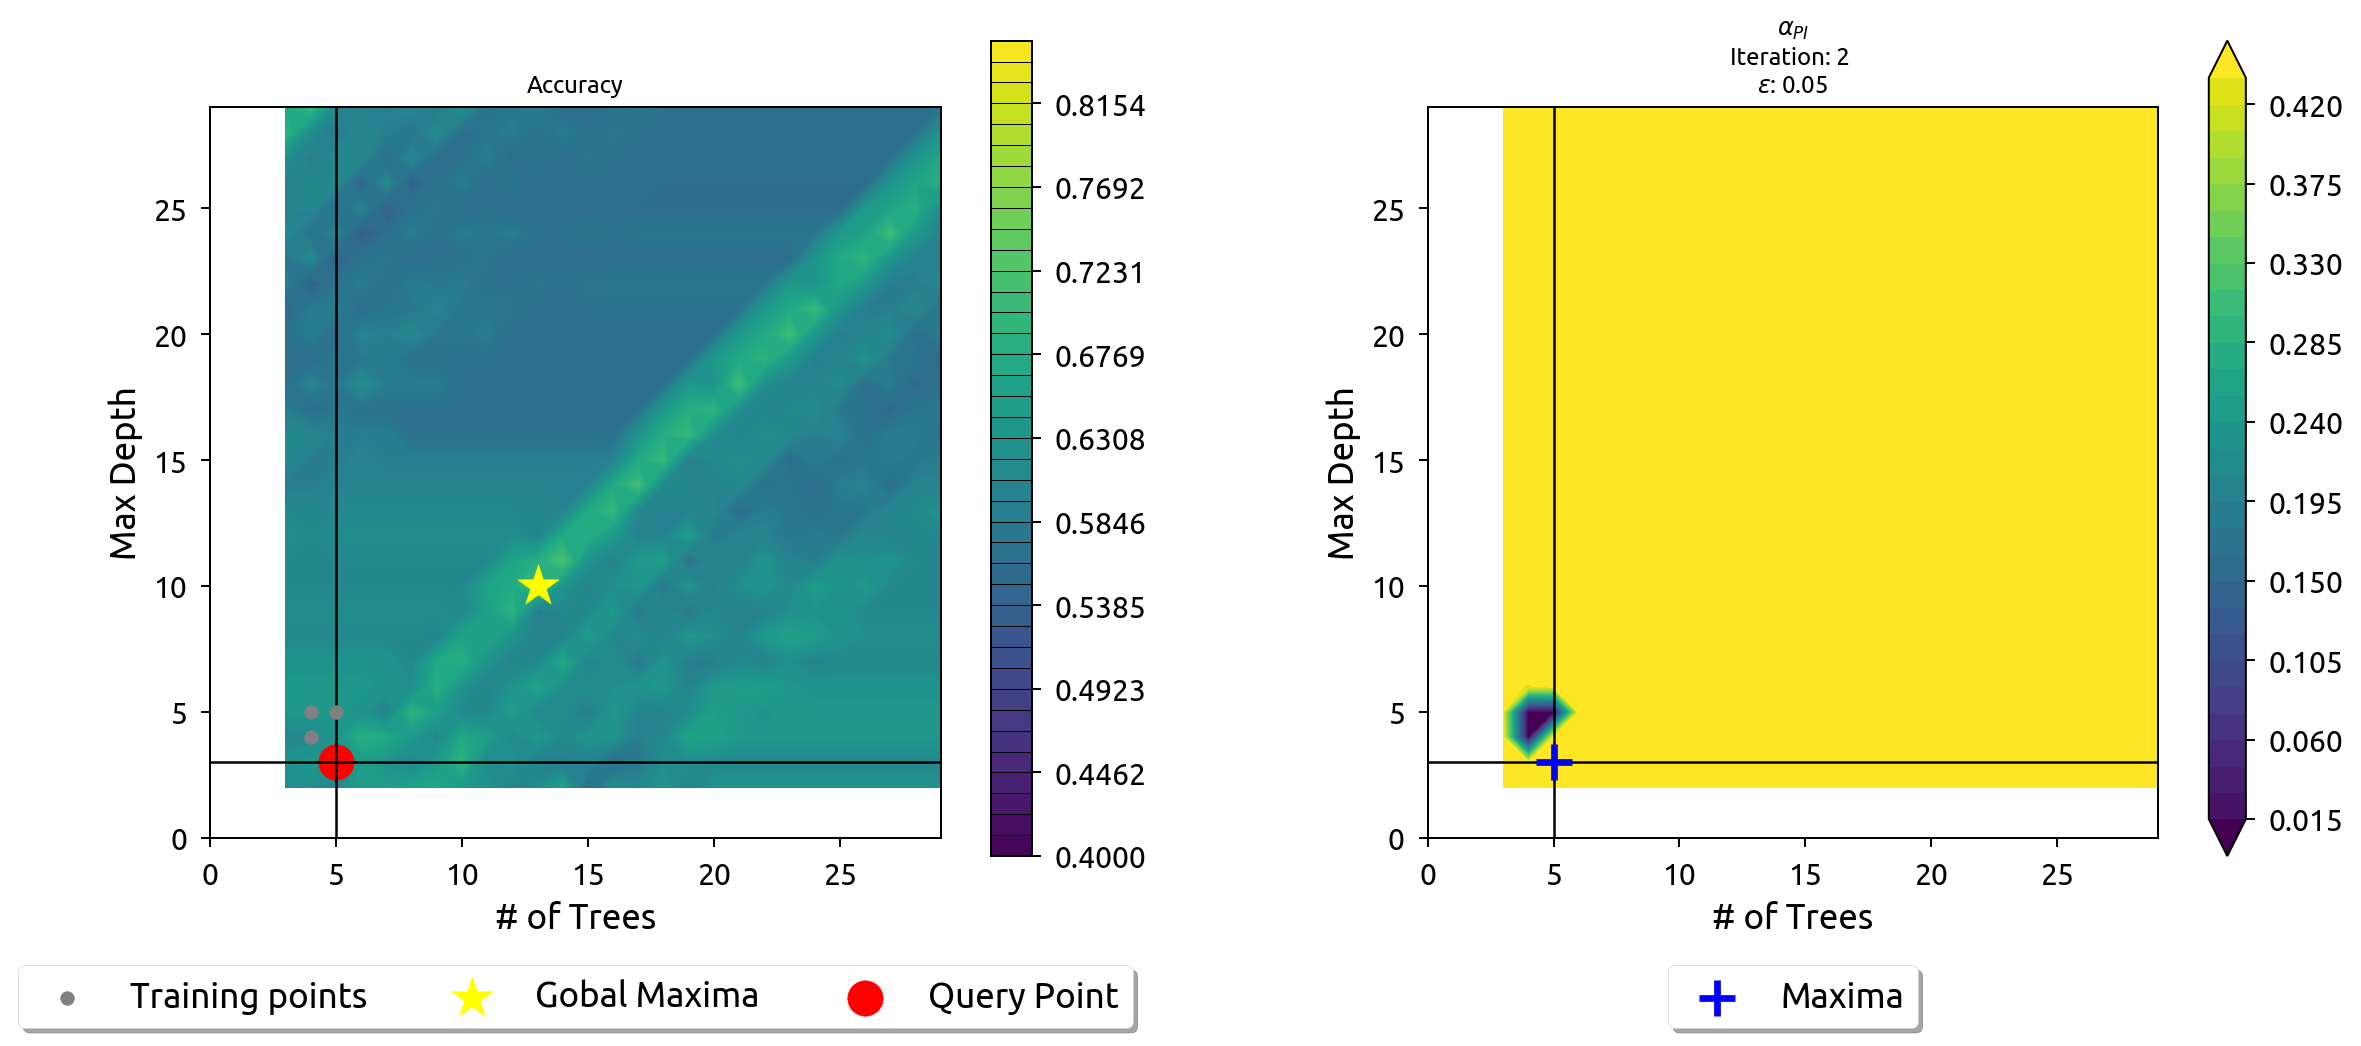 Accuracy
Max Depth
25
20
15
10
5
0
0 5 10 15 20 25
# of Trees
0.8154
0.7692
0.7231
0.6769
0.6308
0.5846
0.5385
0.4923
0.4462
0.4000
Training points Gobal Maxima Query Point
α_PI
Iteration: 2
ε: 0.05
Max Depth
25
20
15
10
5
0
0 5 10 15 20 25
# of Trees
0.420
0.375
0.330
0.285
0.240
0.195
0.150
0.105
0.060
0.015
Maxima